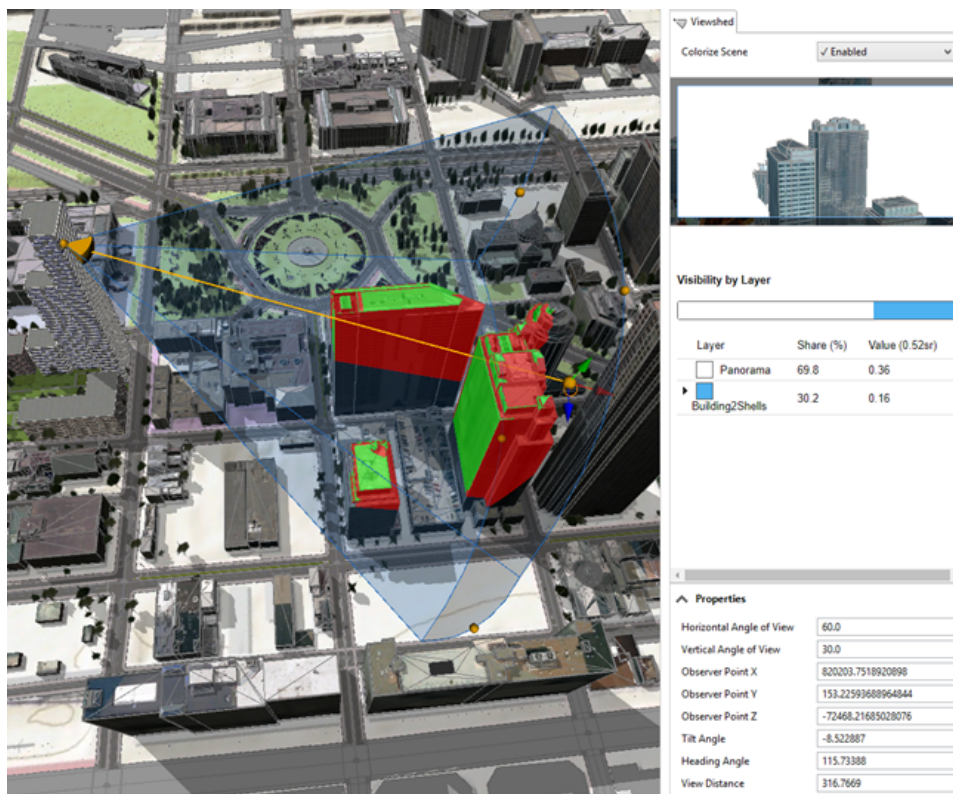 Viewshed
Colorize Scene ✓ Enabled
Visibility by Layer
Layer Share (%) Value (0.52sr)
Panorama 69.8 0.36
Building2Shells 30.2 0.16
Properties
Horizontal Angle of View 60.0
Vertical Angle of View 30.0
Observer Point X 820203.7518920898
Observer Point Y 153.22593688964844
Observer Point Z -72468.21685028076
Tilt Angle -8.522887
Heading Angle 115.73388
View Distance 316.7669